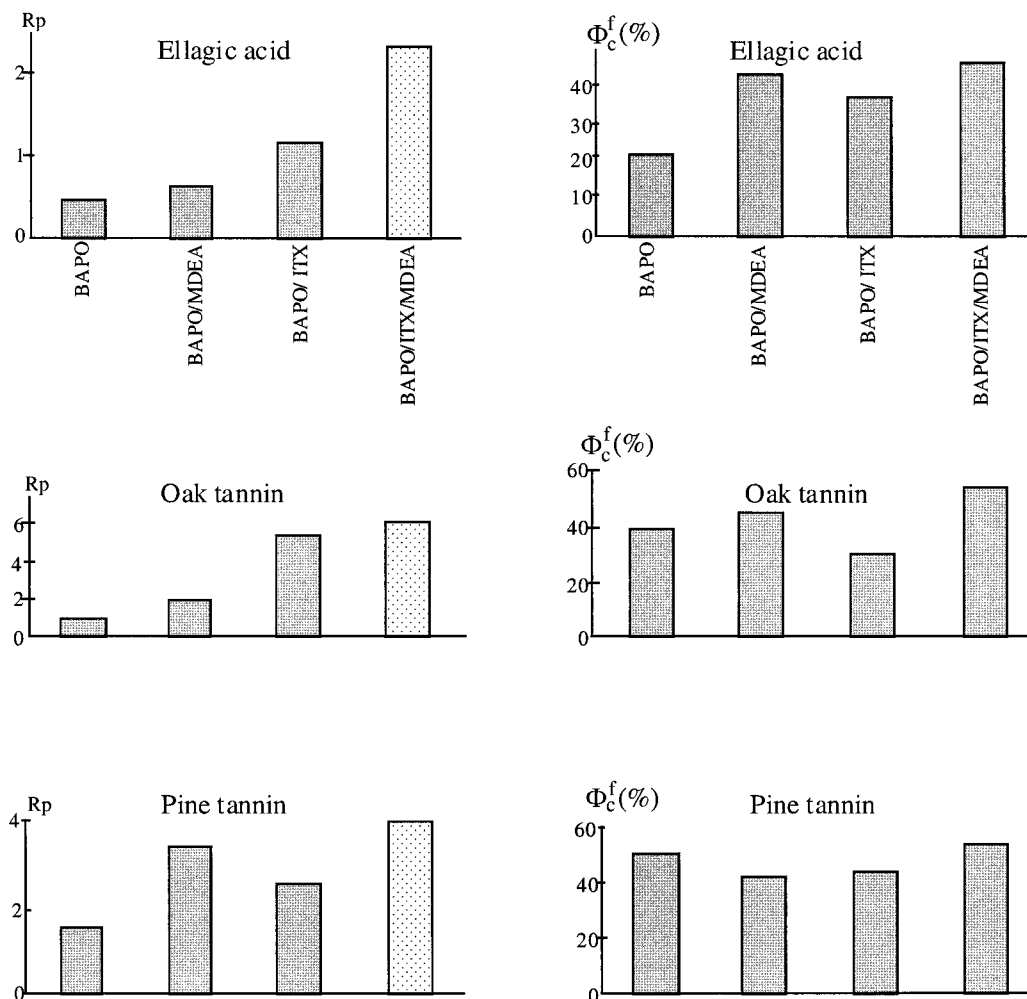 Rp
Ellagic acid
2
1
0
BAPO
BAPO/MDEA
BAPO/ ITX
BAPO/ITX/MDEA
Φcf(%)
Ellagic acid
40
30
20
10
0
BAPO
BAPO/MDEA
BAPO/ ITX
BAPO/ITX/MDEA
Rp
Oak tannin
6
4
2
0
Φcf(%)
Oak tannin
60
40
20
0
Rp
Pine tannin
4
2
0
Φcf(%)
Pine tannin
60
40
20
0